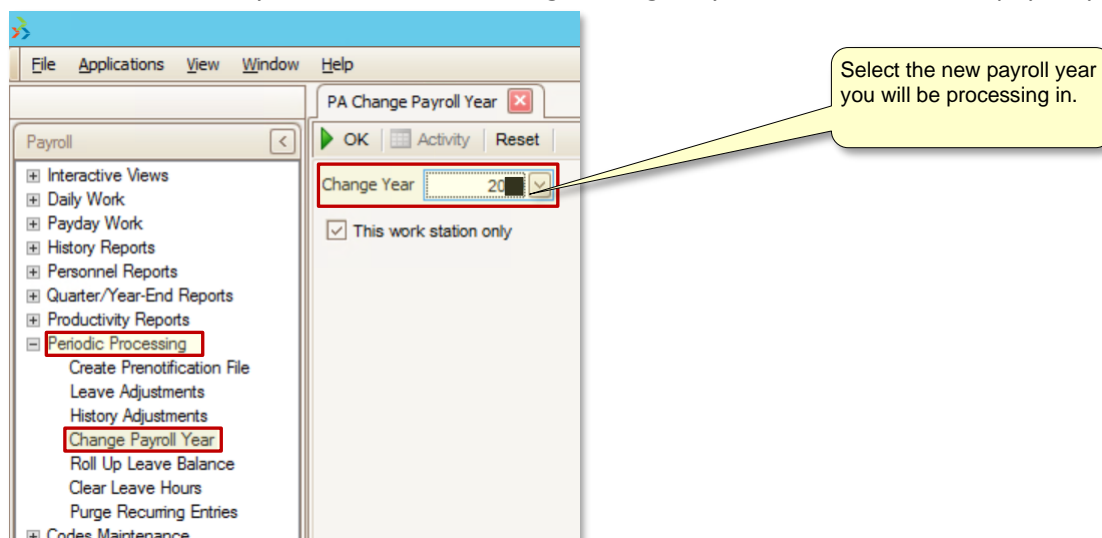 File Applications View Window Help
PA Change Payroll Year
Select the new payroll year
you will be processing in.
Payroll
OK Activity Reset
Change Year 20
This work station only
Interactive Views
Daily Work
Payday Work
History Reports
Personnel Reports
Quarter/Year-End Reports
Productivity Reports
Periodic Processing
Create Prenotification File
Leave Adjustments
History Adjustments
Change Payroll Year
Roll Up Leave Balance
Clear Leave Hours
Purge Recurring Entries
Codes Maintenance